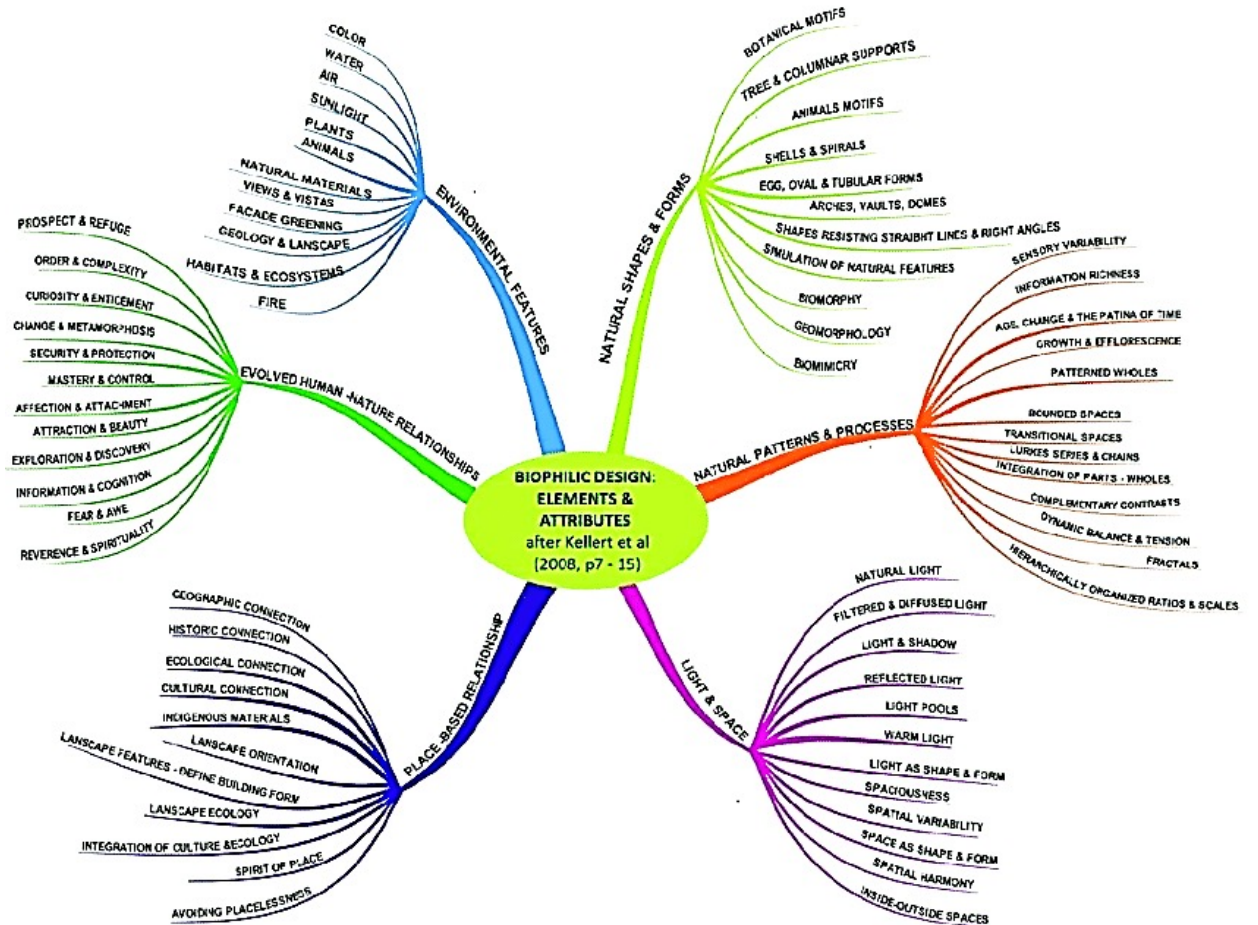 BIOPHILIC DESIGN:
ELEMENTS &
ATTRIBUTES
after Kellert et al
(2008, p7 - 15)
ENVIRONMENTAL FEATURES
COLOR
WATER
AIR
SUNLIGHT
PLANTS
ANIMALS
NATURAL MATERIALS
VIEWS & VISTAS
FACADE GREENING
GEOLOGY & LANSCAPE
HABITATS & ECOSYSTEMS
FIRE
NATURAL SHAPES & FORMS
BOTANICAL MOTIFS
TREE & COLUMNAR SUPPORTS
ANIMALS MOTIFS
SHELLS & SPIRALS
EGG, OVAL & TUBULAR FORMS
ARCHES, VAULTS, DOMES
SHAPES RESISTING STRAIBHT LINES & RIGHT ANGLES
SIMULATION OF NATURAL FEATURES
BIOMORPHY
GEOMORPHOLOGY
BIOMIMICRY
NATURAL PATTERNS & PROCESSES
SENSORY VARIABILITY
INFORMATION RICHNESS
AGE, CHANGE & THE PATINA OF TIME
GROWTH & EFFLORESCENCE
PATTERNED WHOLES
BOUNDED SPACES
TRANSITIONAL SPACES
LURKES SERIES & CHAINS
INTEGRATION OF PARTS - WHOLES
COMPLEMENTARY CONTRASTS
DYNAMIC BALANCE & TENSION
FRACTALS
HIERARCHICALLY ORGANIZED RATIOS & SCALES
LIGHT & SPACE
NATURAL LIGHT
FILTERED & DIFFUSED LIGHT
LIGHT & SHADOW
REFLECTED LIGHT
LIGHT POOLS
WARM LIGHT
LIGHT AS SHAPE & FORM
SPACIOUSNESS
SPATIAL VARIABILITY
SPACE AS SHAPE & FORM
SPATIAL HARMONY
INSIDE-OUTSIDE SPACES
PLACE -BASED RELATIONSHIP
GEOGRAPHIC CONNECTION
HISTORIC CONNECTION
ECOLOGICAL CONNECTION
CULTURAL CONNECTION
INDIGENOUS MATERIALS
LANSCAPE ORIENTATION
LANSCAPE FEATURES - DEFINE BUILDING FORM
LANSCAPE ECOLOGY
INTEGRATION OF CULTURE &ECOLOGY
SPIRIT OF PLACE
AVOIDING PLACELESSNESS
EVOLVED HUMAN -NATURE RELATIONSHIPS
PROSPECT & REFUGE
ORDER & COMPLEXITY
CURIOSITY & ENTICEMENT
CHANGE & METAMORPHOSIS
SECURITY & PROTECTION
MASTERY & CONTROL
AFFECTION & ATTACHMENT
ATTRACTION & BEAUTY
EXPLORATION & DISCOVERY
INFORMATION & COGNITION
FEAR & AWE
REVERENCE & SPIRITUALITY